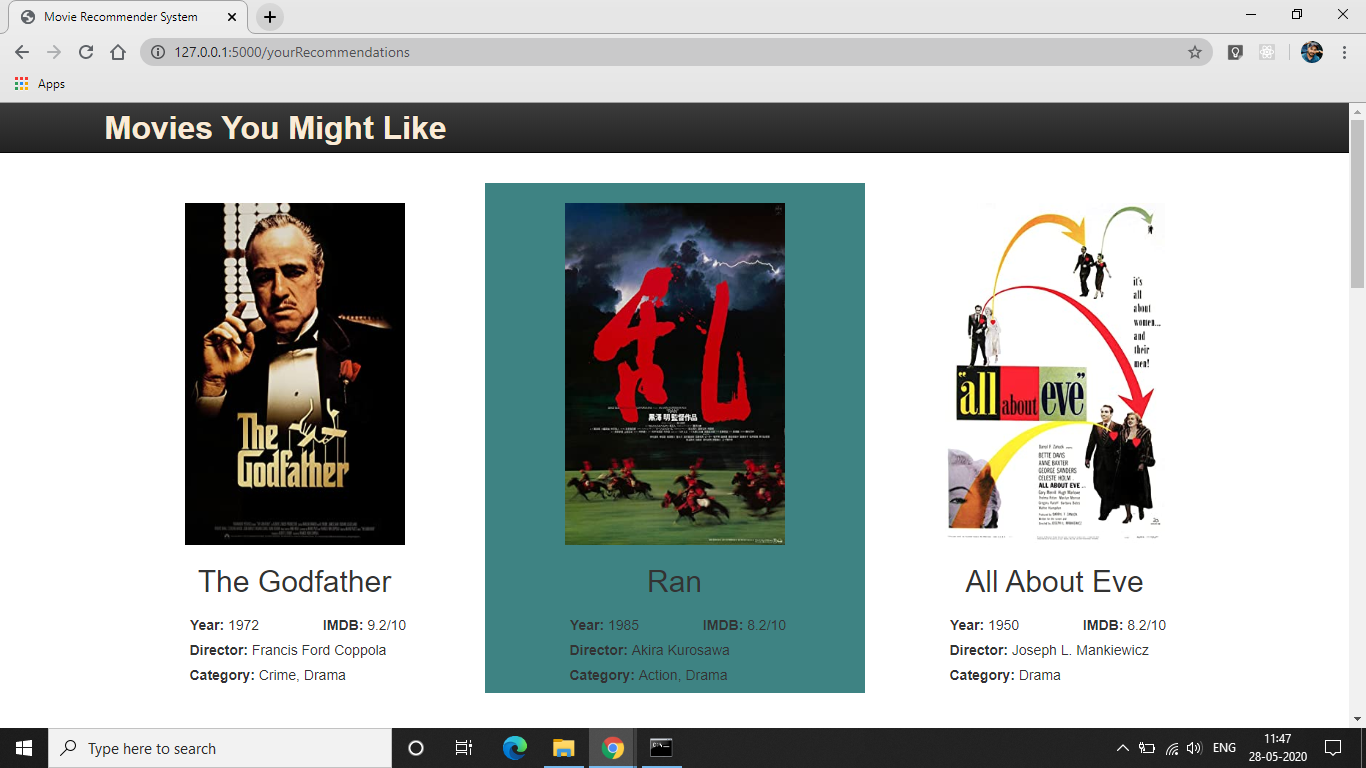 Movie Recommender System
127.0.0.1:5000/yourRecommendations
Apps
Movies You Might Like
The
Godfather
乱
黒澤 明 監督作品
it's
all
about
women...
and
their
men!
"all about eve"
Darryl F. Zanuck
BETTE DAVIS
ANNE BAXTER
GEORGE SANDERS
CELESTE HOLM
ALL ABOUT EVE
The Godfather
Year: 1972 IMDB: 9.2/10
Director: Francis Ford Coppola
Category: Crime, Drama
Ran
Year: 1985 IMDB: 8.2/10
Director: Akira Kurosawa
Category: Action, Drama
All About Eve
Year: 1950 IMDB: 8.2/10
Director: Joseph L. Mankiewicz
Category: Drama
Type here to search
ENG
11:47
28-05-2020